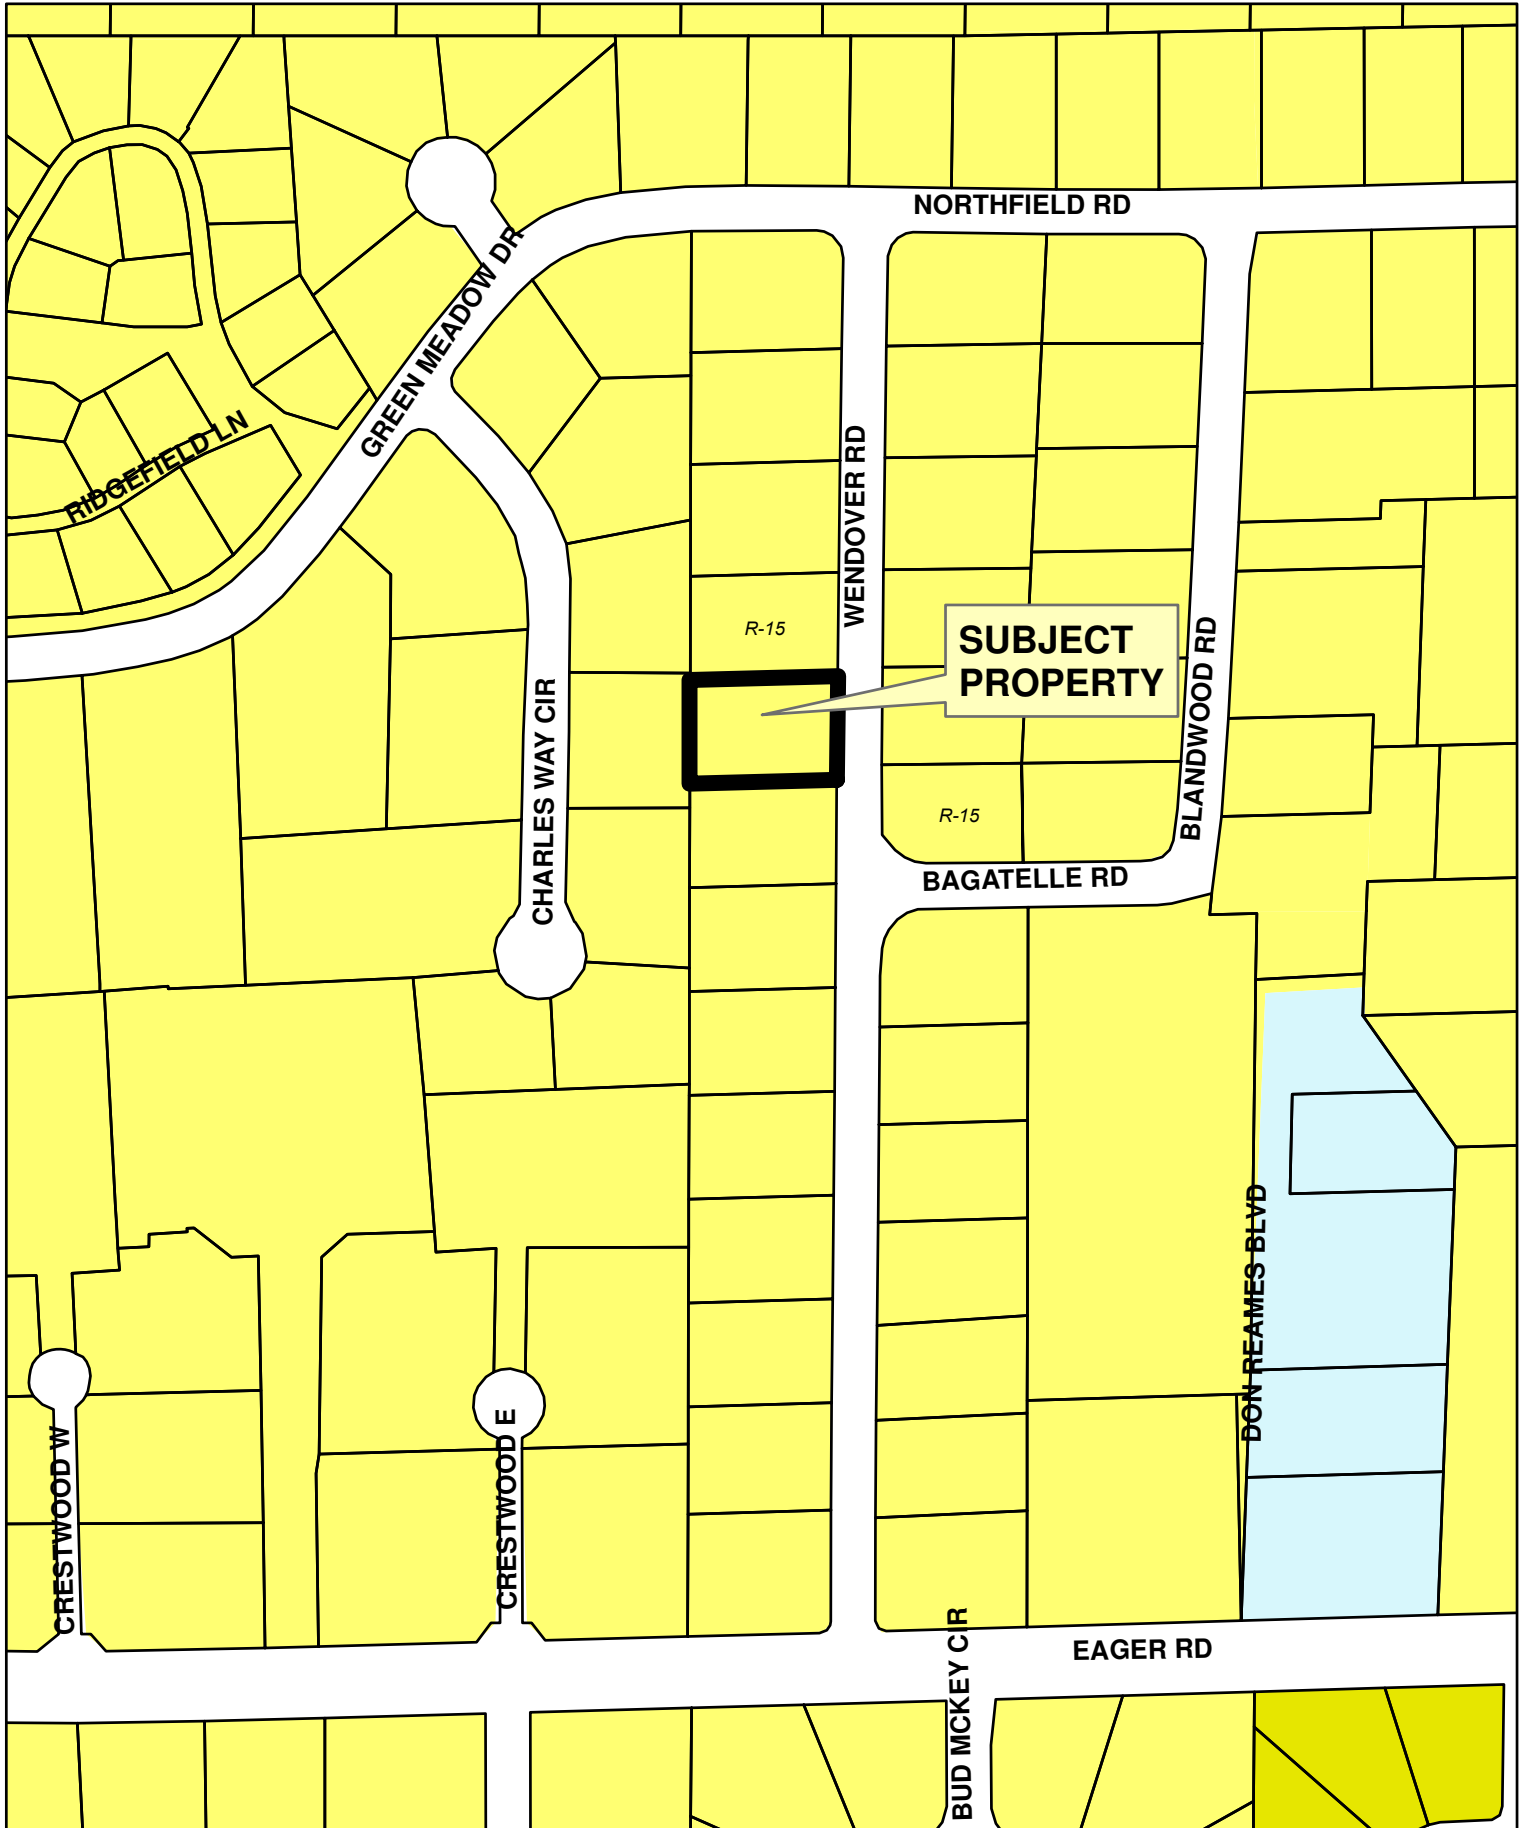 NORTHFIELD RD
GREEN MEADOW DR
RIDGEFIELD LN
WENDOVER RD
R-15
SUBJECT
PROPERTY
BLANDWOOD RD
CHARLES WAY CIR
R-15
BAGATELLE RD
DON REAMES BLVD
CRESTWOOD W
CRESTWOOD E
BUD MCKEY CIR
EAGER RD